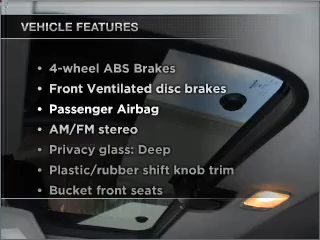 VEHICLE FEATURES
• 4-wheel ABS Brakes
• Front Ventilated disc brakes
• Passenger Airbag
• AM/FM stereo
• Privacy glass: Deep
• Plastic/rubber shift knob trim
• Bucket front seats